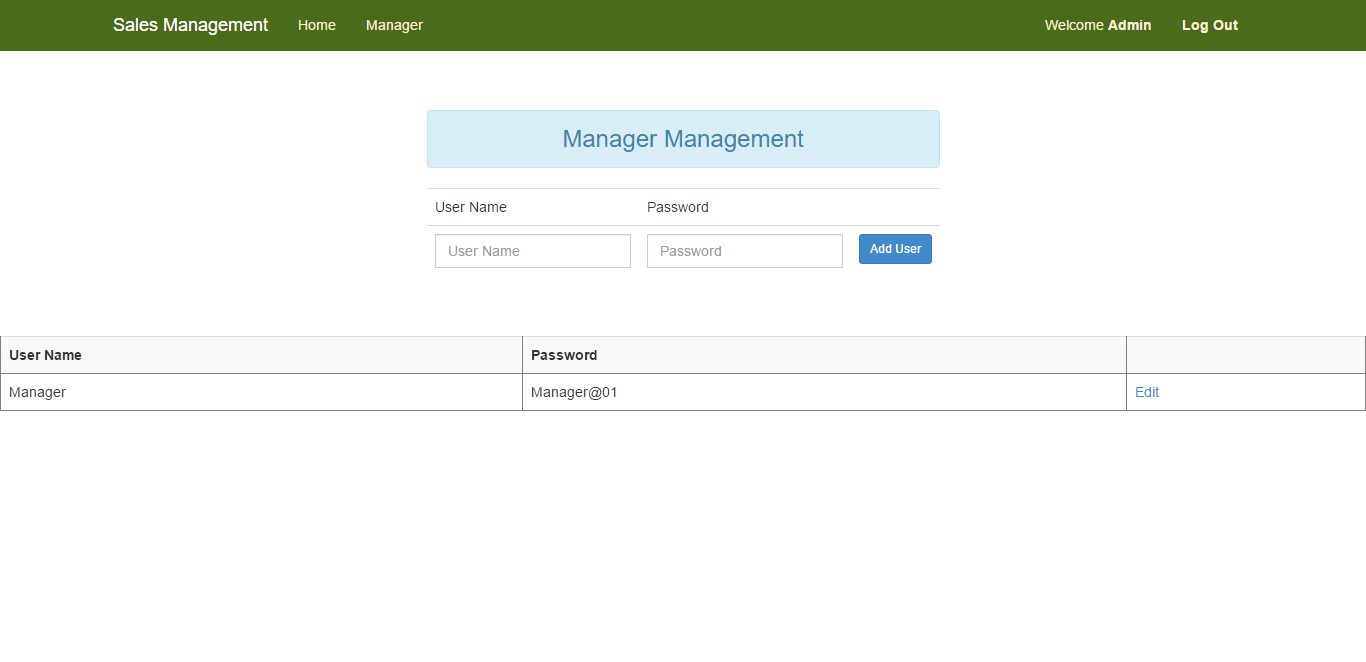 Sales Management Home Manager Welcome Admin Log Out
Manager Management
User Name Password
User Name Password Add User
User Name Password
Manager Manager@01 Edit